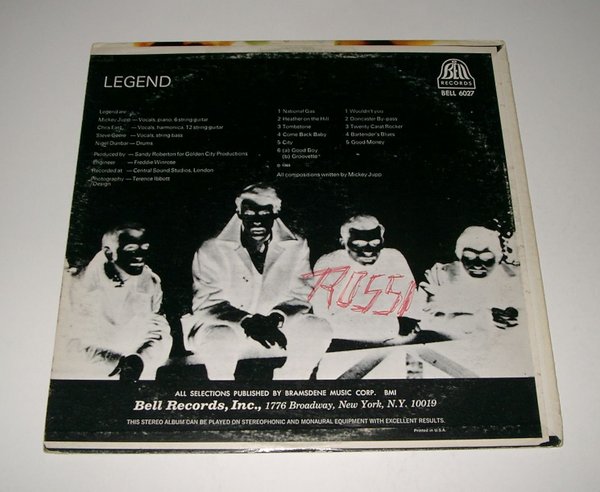 LEGEND
BELL
RECORDS
BELL 6027
Legend are:
Mickey Jupp —Vocals, piano, 6 string guitar
Chris East —Vocals, harmonica, 12 string guitar
Steve Geere —Vocals, string bass
Nigel Dunbar —Drums
Produced by —Sandy Roberton for Golden City Productions
Engineer —Freddie Winrose
Recorded at —Central Sound Studios, London
Photography —Terence Ibbott
Design
1 National Gas
2 Heather on the Hill
3 Tombstone
4 Come Back Baby
5 City
6 (a) Good Boy
(b) Groovette
1 Wouldn't you
2 Doncaster By-pass
3 Twenty Carat Rocker
4 Bartender's Blues
5 Good Money
All compositions written by Mickey Jupp
ROSSI
ALL SELECTIONS PUBLISHED BY BRAMSDENE MUSIC CORP. BMI
Bell Records, Inc., 1776 Broadway, New York, N.Y. 10019
THIS STEREO ALBUM CAN BE PLAYED ON STEREOPHONIC AND MONAURAL EQUIPMENT WITH EXCELLENT RESULTS.
Printed in U.S.A.